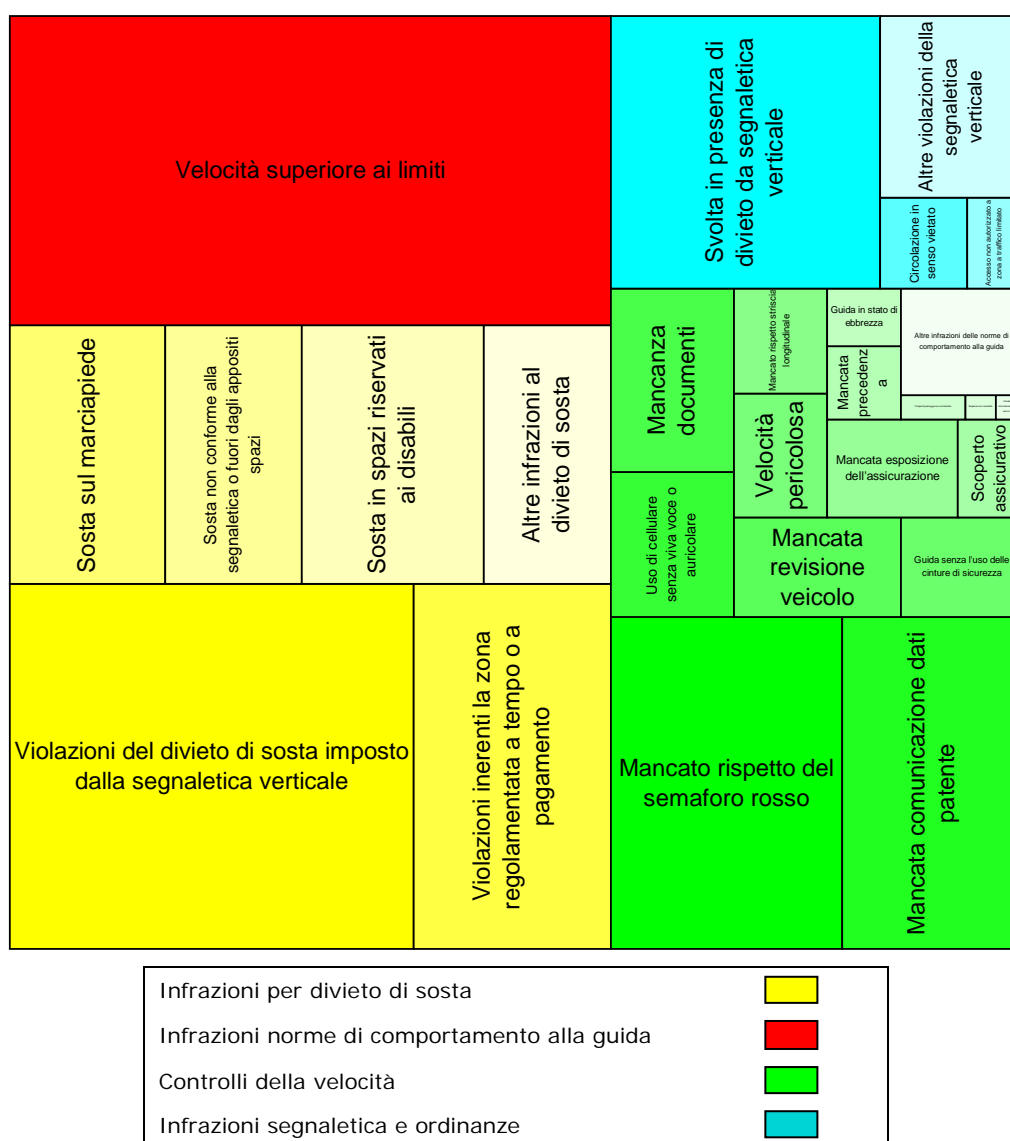 Velocità superiore ai limiti
Svolta in presenza di
divieto da segnaletica
verticale
Altre violazioni della
segnaletica
verticale
Circolazione in
senso vietato
Accesso non autorizzato a
zona a traffico limitato
Sosta sul marciapiede
Sosta non conforme alla
segnaletica o fuori dagli appositi
spazi
Sosta in spazi riservati
ai disabili
Altre infrazioni al
divieto di sosta
Mancanza
documenti
Mancato rispetto striscia
longitudinale
Guida in stato di
ebbrezza
Altre infrazioni delle norme di
comportamento alla guida
Mancata
precedenz
a
Velocità
pericolosa
Mancata esposizione
dell'assicurazione
Scoperto
assicurativo
Uso di cellulare
senza viva voce o
auricolare
Mancata
revisione
veicolo
Guida senza l'uso delle
cinture di sicurezza
Violazioni del divieto di sosta imposto
dalla segnaletica verticale
Violazioni inerenti la zona
regolamentata a tempo o a
pagamento
Mancato rispetto del
semaforo rosso
Mancata comunicazione dati
patente
Infrazioni per divieto di sosta
Infrazioni norme di comportamento alla guida
Controlli della velocità
Infrazioni segnaletica e ordinanze